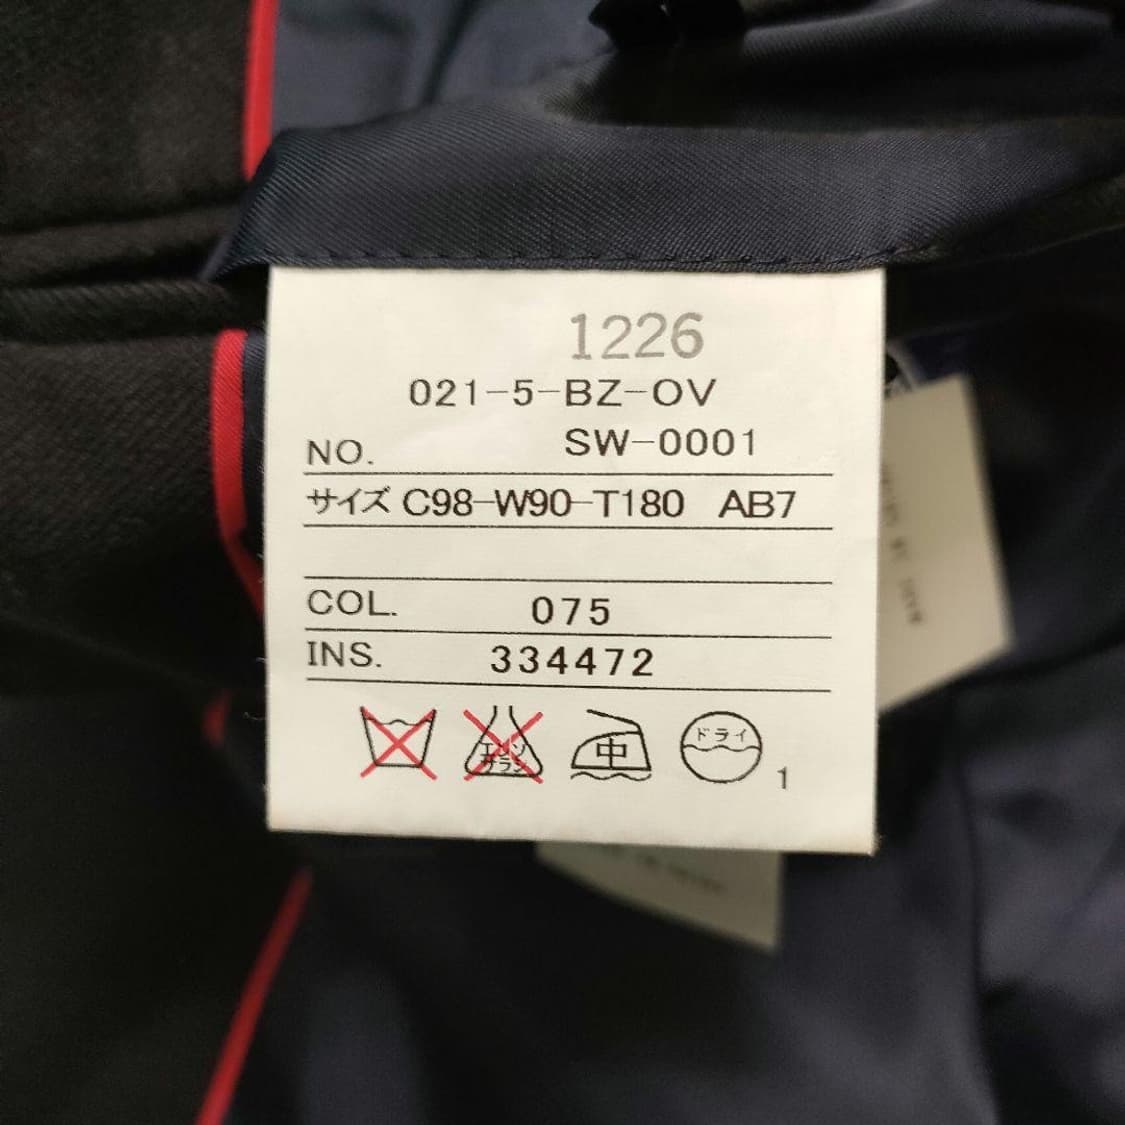 1226
021-5-BZ-OV
NO. SW-0001
サイズ C98-W90-T180 AB7
COL. 075
INS. 334472
エンソ
サラシ
中
ドライ
1